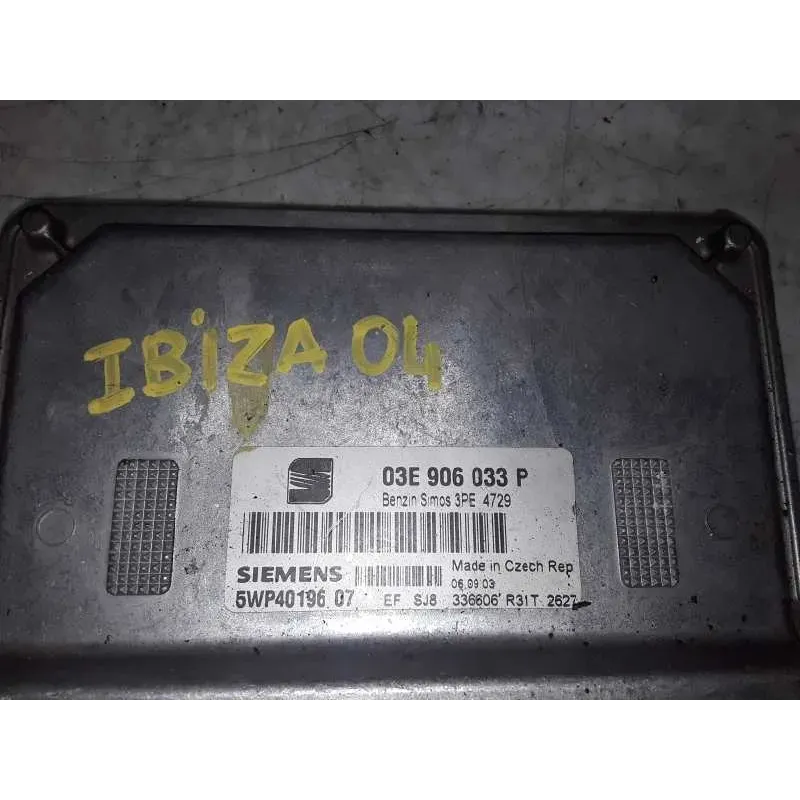 IBiZA 04
03E 906 033 P
Benzin Simos 3PE 4729
Made in Czech Rep
SIEMENS
06.09.03
5WP40196 07 EF SJ8 336606 R31T 2627